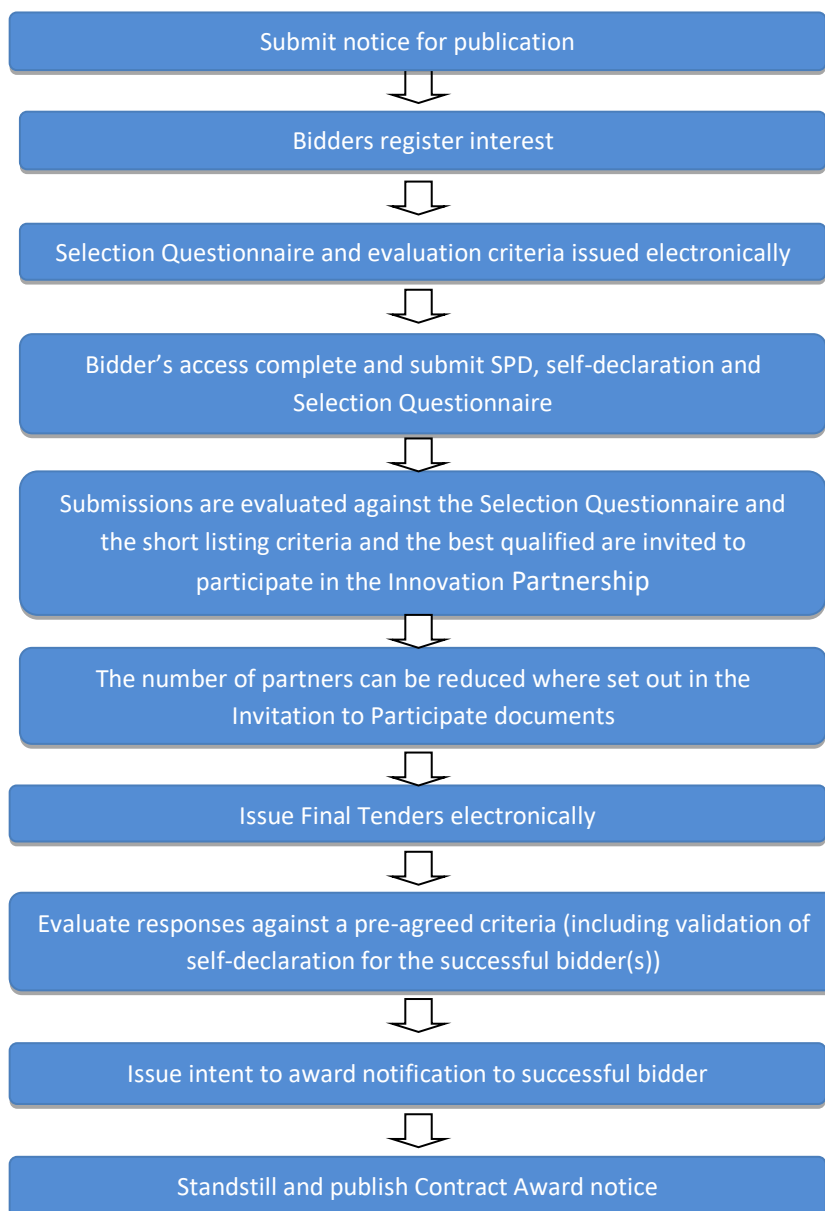 Submit notice for publication
Bidders register interest
Selection Questionnaire and evaluation criteria issued electronically
Bidder’s access complete and submit SPD, self-declaration and
Selection Questionnaire
Submissions are evaluated against the Selection Questionnaire and
the short listing criteria and the best qualified are invited to
participate in the Innovation Partnership
The number of partners can be reduced where set out in the
Invitation to Participate documents
Issue Final Tenders electronically
Evaluate responses against a pre-agreed criteria (including validation of
self-declaration for the successful bidder(s))
Issue intent to award notification to successful bidder
Standstill and publish Contract Award notice